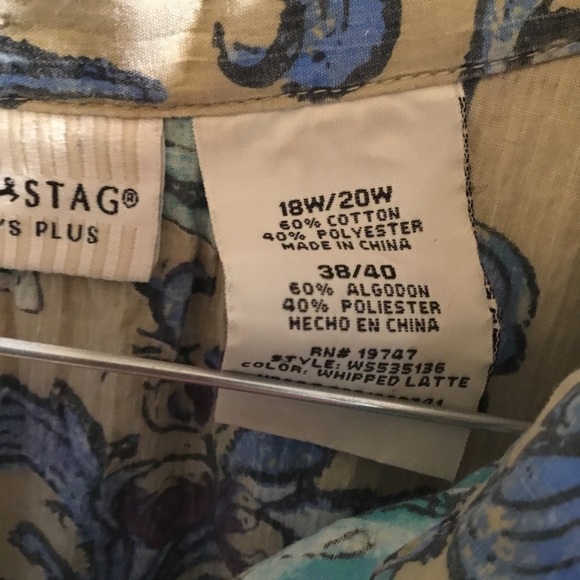 STAG®
'S PLUS
18W/20W
60% COTTON
40% POLYESTER
MADE IN CHINA
38/40
60% ALGODON
40% POLIESTER
HECHO EN CHINA
RN# 19747
STYLE: WS535136
COLOR: WHIPPED LATTE